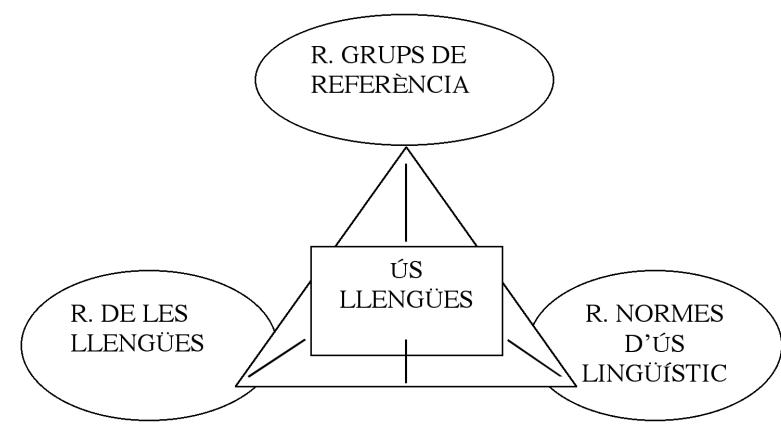 R. GRUPS DE
REFERÈNCIA
ÚS
LLENGÜES
R. DE LES
LLENGÜES
R. NORMES
D'ÚS
LINGÜÍSTIC